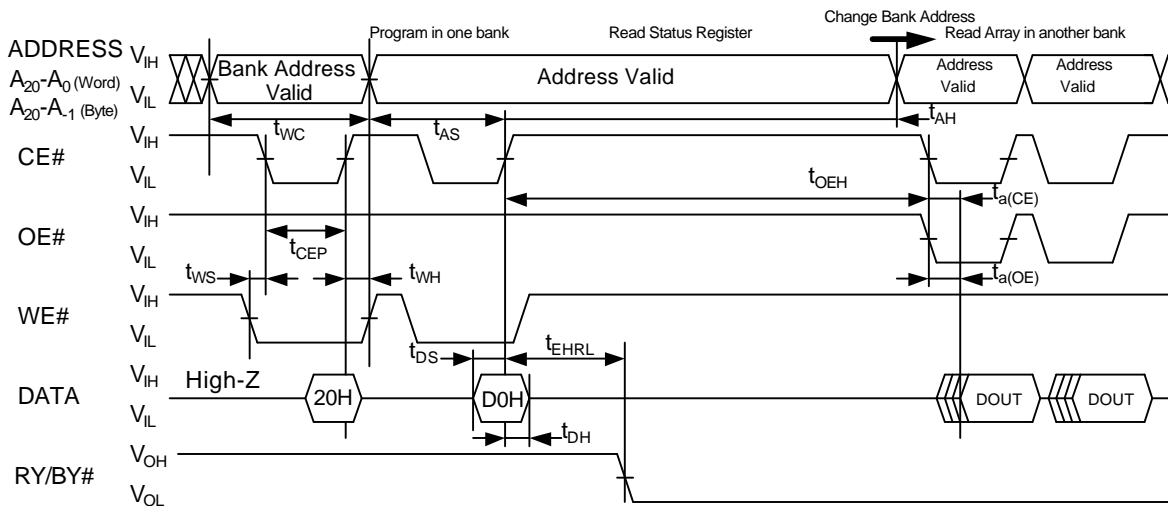 Change Bank Address
Program in one bank Read Status Register Read Array in another bank
ADDRESS
A20-A0 (Word)
A20-A-1 (Byte)
VIH
VIL
Bank Address Valid
Address Valid
Address Valid
Address Valid
tWC
tAS
tAH
CE#
VIH
VIL
tOEH
ta(CE)
OE#
VIH
VIL
tCEP
tWS
tWH
ta(OE)
WE#
VIH
VIL
tDS
tEHRL
DATA
VIH
VIL
High-Z
20H
D0H
DOUT
DOUT
tDH
RY/BY#
VOH
VOL